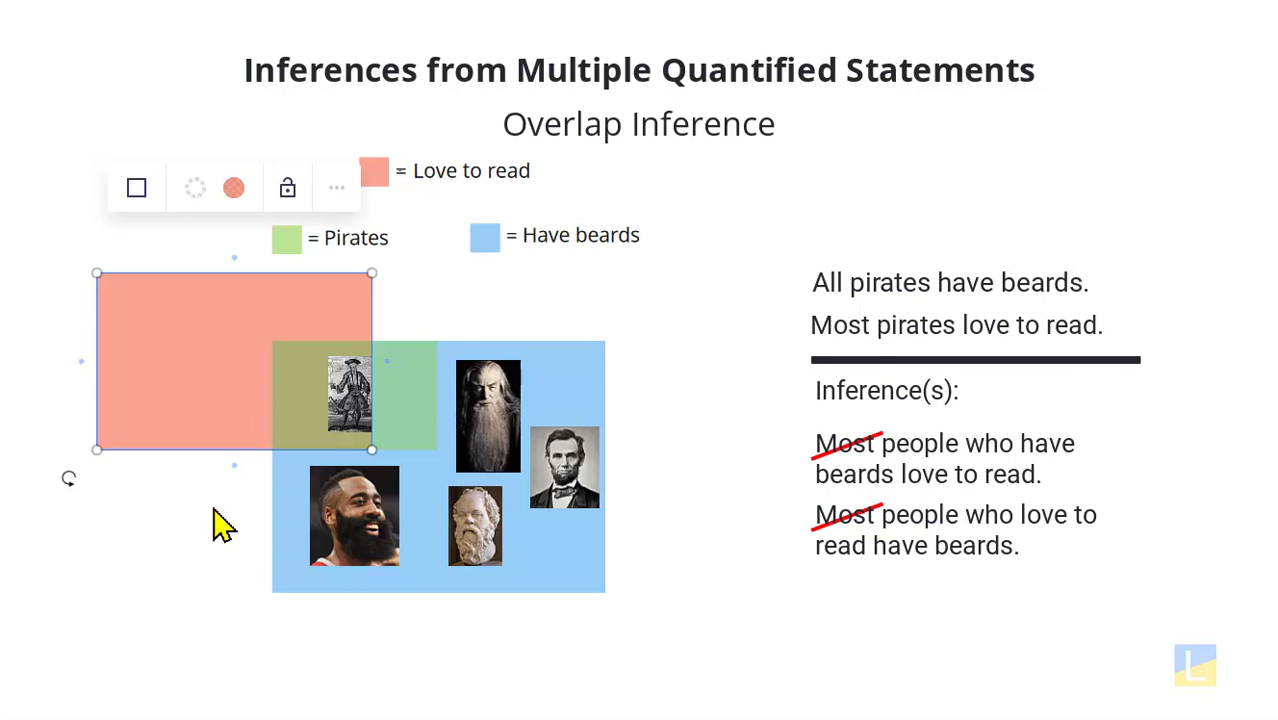 Inferences from Multiple Quantified Statements
Overlap Inference
= Love to read
= Pirates
= Have beards
All pirates have beards.
Most pirates love to read.
Inference(s):
Most people who have
beards love to read.
Most people who love to
read have beards.
L